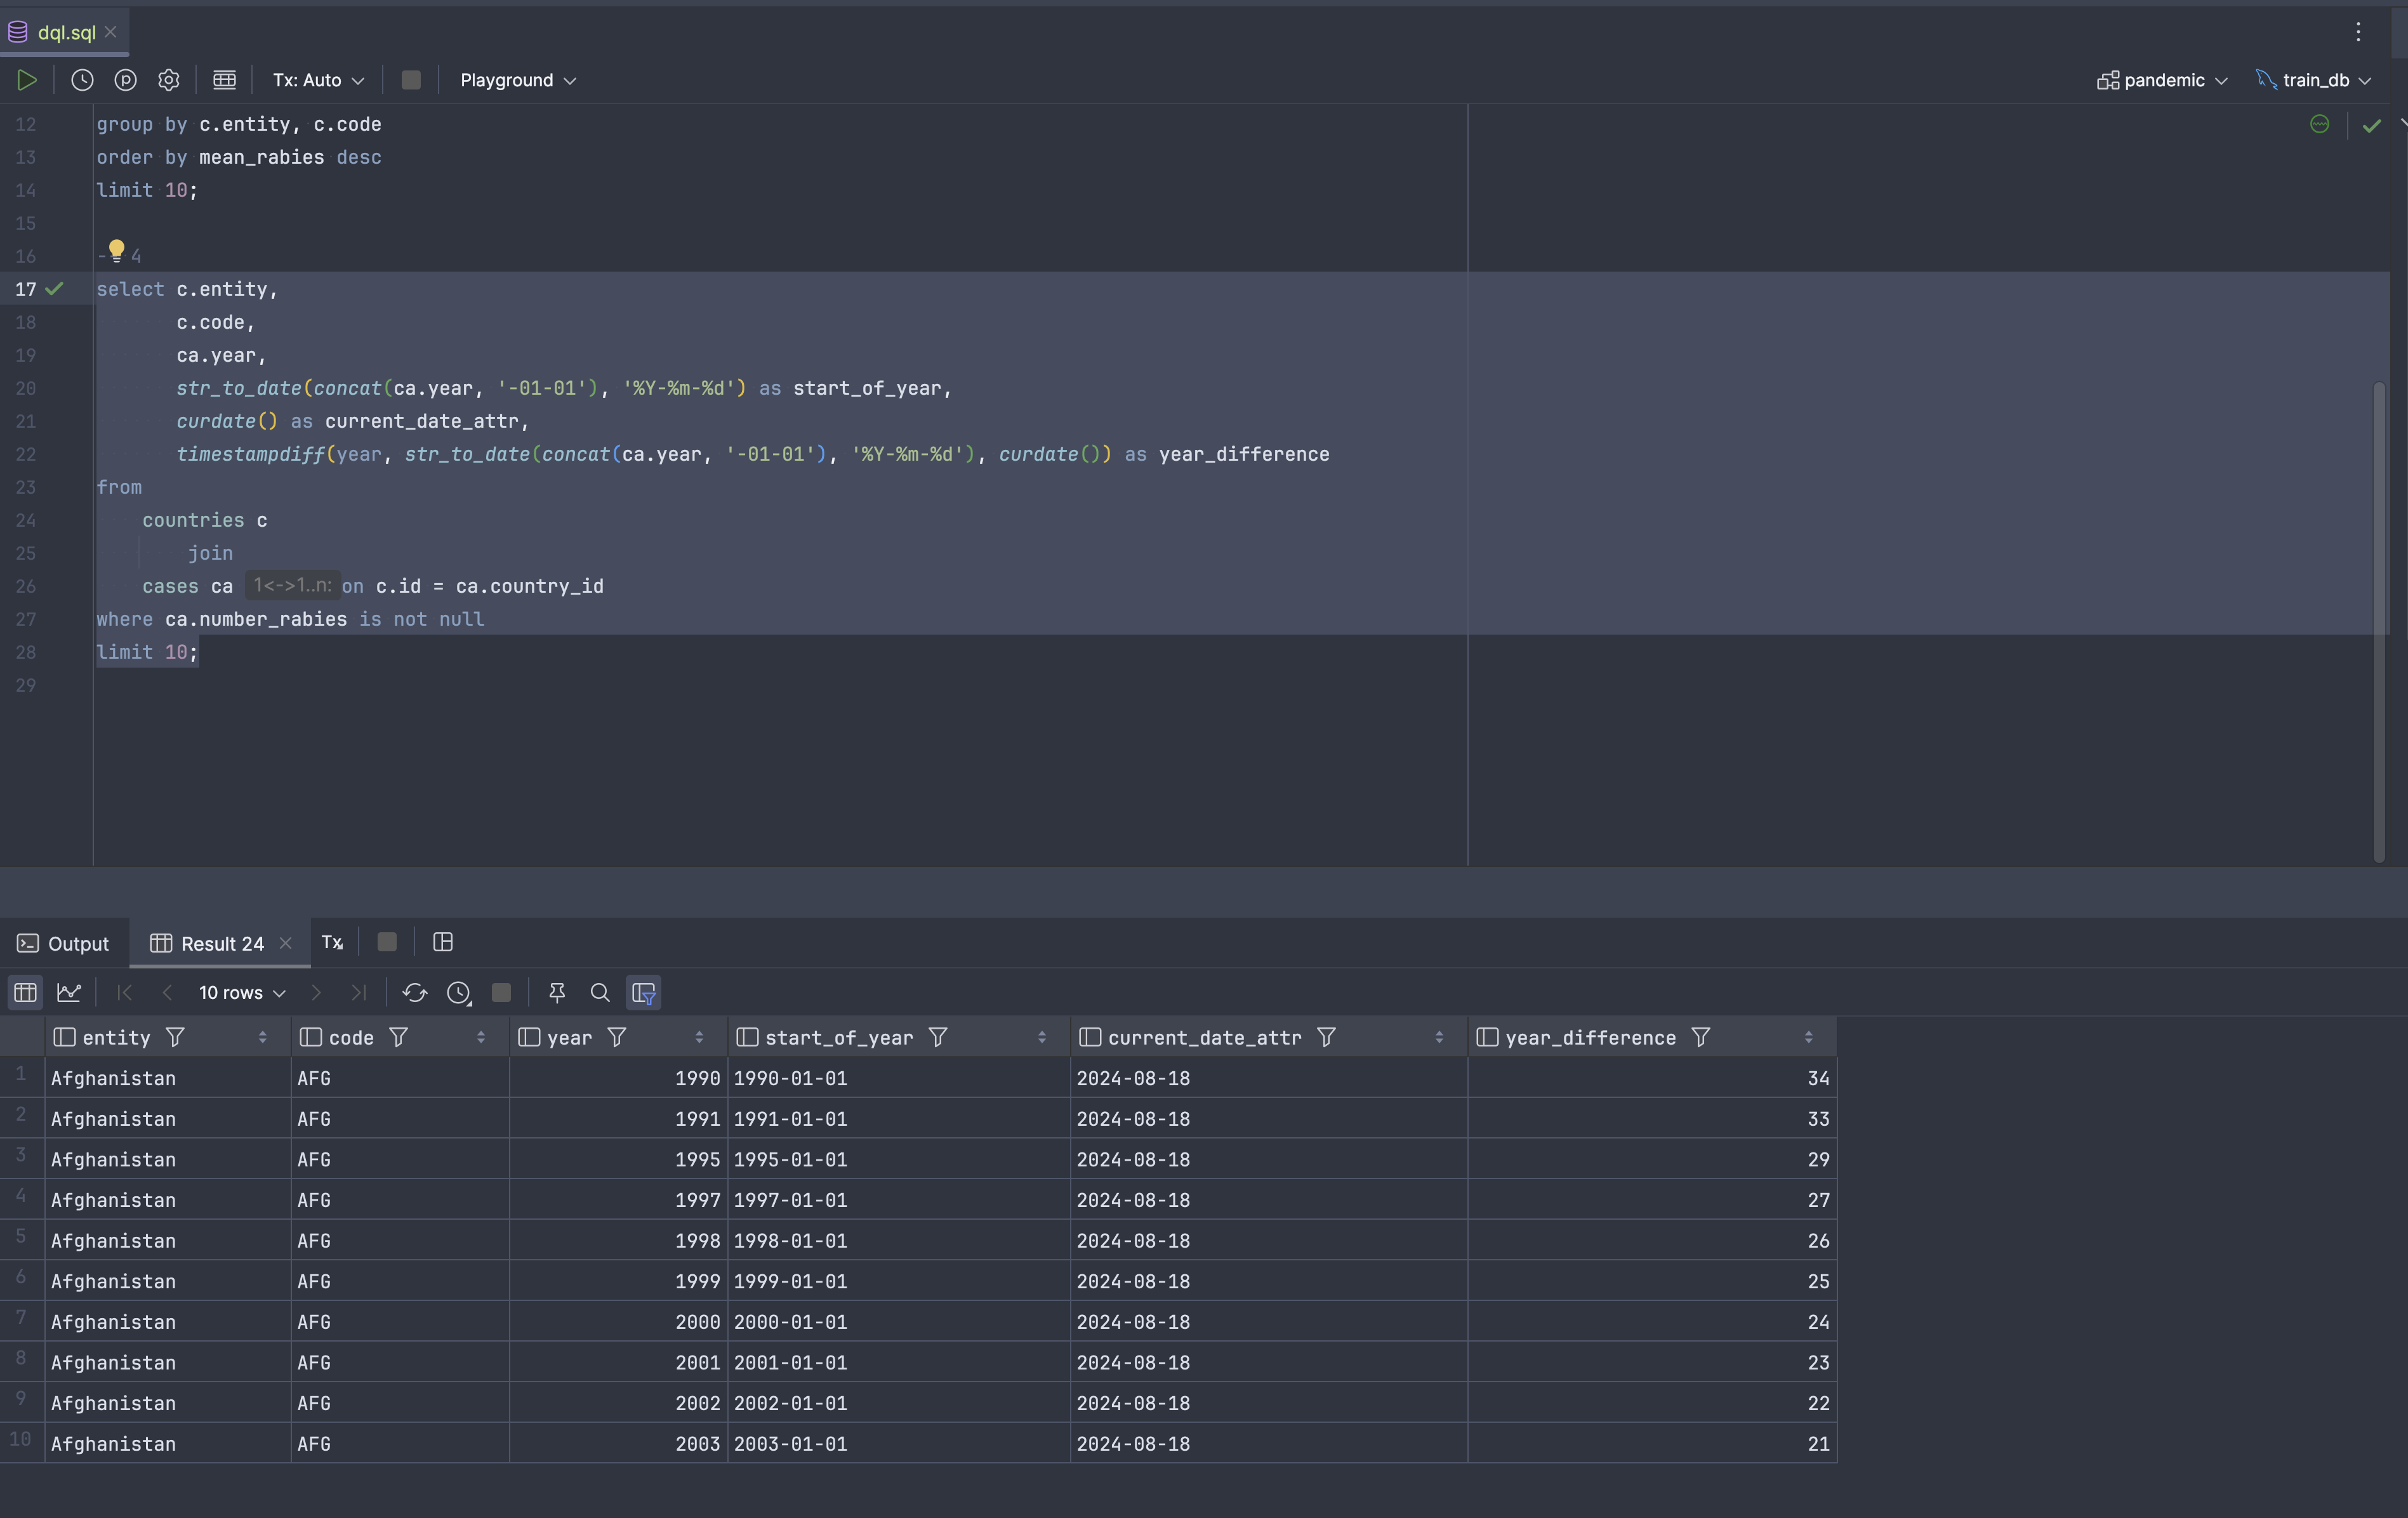 dql.sql
Tx: Auto Playground pandemic train_db
12 group by c.entity, c.code
13 order by mean_rabies desc
14 limit 10;
15
16 - 4
17 select c.entity,
18 c.code,
19 ca.year,
20 str_to_date(concat(ca.year, '-01-01'), '%Y-%m-%d') as start_of_year,
21 curdate() as current_date_attr,
22 timestampdiff(year, str_to_date(concat(ca.year, '-01-01'), '%Y-%m-%d'), curdate()) as year_difference
23 from
24 countries c
25 join
26 cases ca 1<->1..n: on c.id = ca.country_id
27 where ca.number_rabies is not null
28 limit 10;
29
Output Result 24 Tx
10 rows
entity code year start_of_year current_date_attr year_difference
1 Afghanistan AFG 1990 1990-01-01 2024-08-18 34
2 Afghanistan AFG 1991 1991-01-01 2024-08-18 33
3 Afghanistan AFG 1995 1995-01-01 2024-08-18 29
4 Afghanistan AFG 1997 1997-01-01 2024-08-18 27
5 Afghanistan AFG 1998 1998-01-01 2024-08-18 26
6 Afghanistan AFG 1999 1999-01-01 2024-08-18 25
7 Afghanistan AFG 2000 2000-01-01 2024-08-18 24
8 Afghanistan AFG 2001 2001-01-01 2024-08-18 23
9 Afghanistan AFG 2002 2002-01-01 2024-08-18 22
10 Afghanistan AFG 2003 2003-01-01 2024-08-18 21